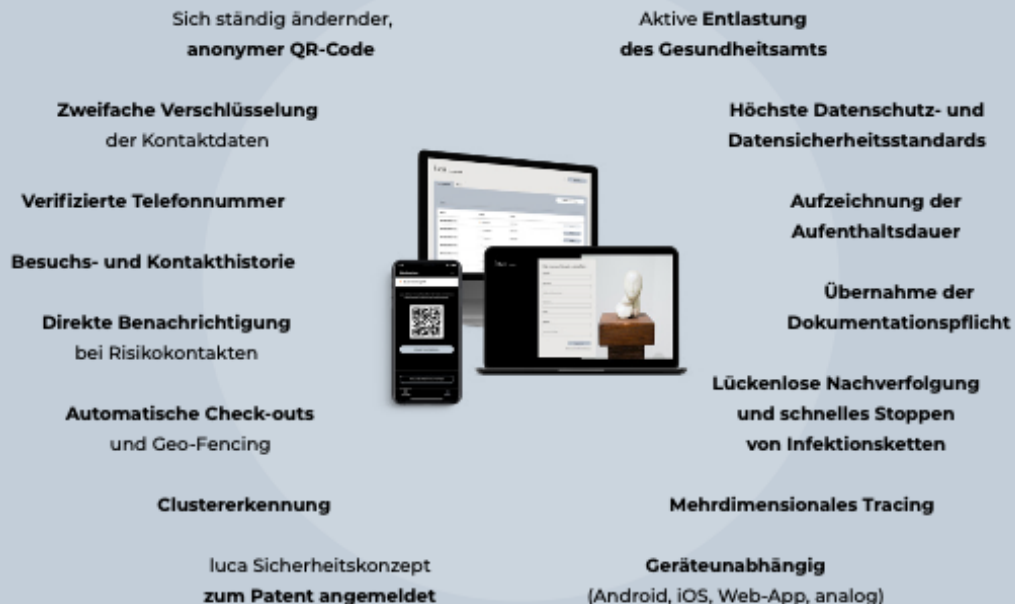 Sich ständig ändernder,
anonymer QR-Code
Zweifache Verschlüsselung
der Kontaktdaten
Verifizierte Telefonnummer
Besuchs- und Kontakthistorie
Direkte Benachrichtigung
bei Risikokontakten
Automatische Check-outs
und Geo-Fencing
Clustererkennung
luca Sicherheitskonzept
zum Patent angemeldet
Aktive Entlastung
des Gesundheitsamts
Höchste Datenschutz- und
Datensicherheitsstandards
Aufzeichnung der
Aufenthaltsdauer
Übernahme der
Dokumentationspflicht
Lückenlose Nachverfolgung
und schnelles Stoppen
von Infektionsketten
Mehrdimensionales Tracing
Geräteunabhängig
(Android, iOS, Web-App, analog)